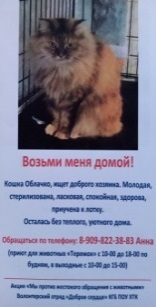 Возьми меня домой!
Кошка Облачко, ищет доброго хозяина. Молодая,
стерилизована, ласковая, спокойная, здорова,
приучена к лотку.
Осталась без теплого, уютного дома.
Обращаться по телефону: 8-909-822-38-83 Анна
(приют для животных «Теремок» с 10-00 до 18-00 по
будням, в выходные с 10-00 до 15-00)
Акция «Мы против жестокого обращения с животными»
Волонтерский отряд «Доброе сердце» КГБ ПОУ ХТК